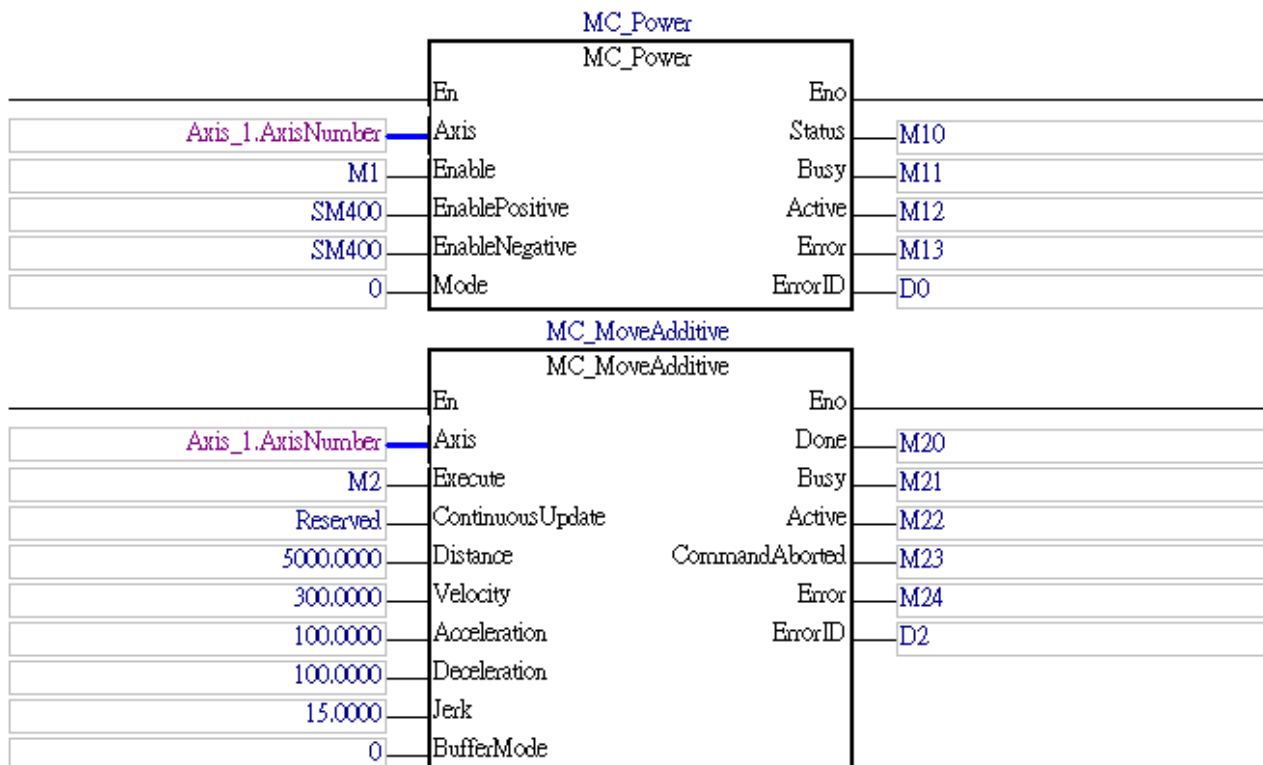 MC_Power
MC_Power
En Eno
Axis_1.AxisNumber Axis Status M10
M1 Enable Busy M11
SM400 EnablePositive Active M12
SM400 EnableNegative Error M13
0 Mode ErrorID D0
MC_MoveAdditive
MC_MoveAdditive
En Eno
Axis_1.AxisNumber Axis Done M20
M2 Execute Busy M21
Reserved ContinuousUpdate Active M22
5000.0000 Distance CommandAborted M23
300.0000 Velocity Error M24
100.0000 Acceleration ErrorID D2
100.0000 Deceleration
15.0000 Jerk
0 BufferMode